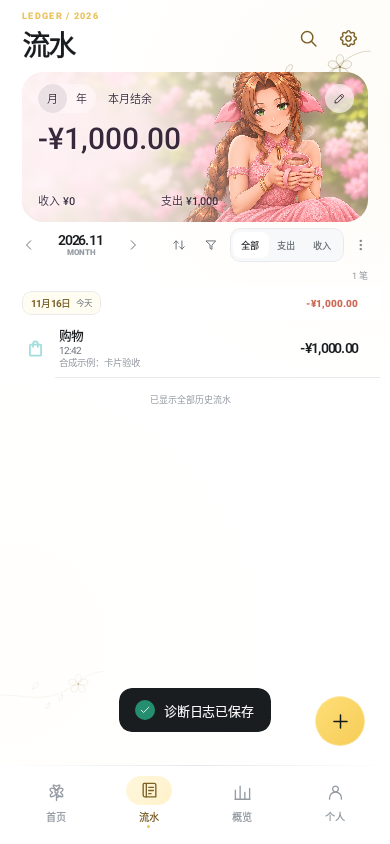 LEDGER / 2026
流水
月 年 本月结余
-¥1,000.00
收入 ¥0 支出 ¥1,000
2026.11
MONTH
全部 支出 收入
1 笔
11月16日 今天 -¥1,000.00
购物
12:42
合成示例：卡片验收
-¥1,000.00
已显示全部历史流水
诊断日志已保存
首页 流水 概览 个人